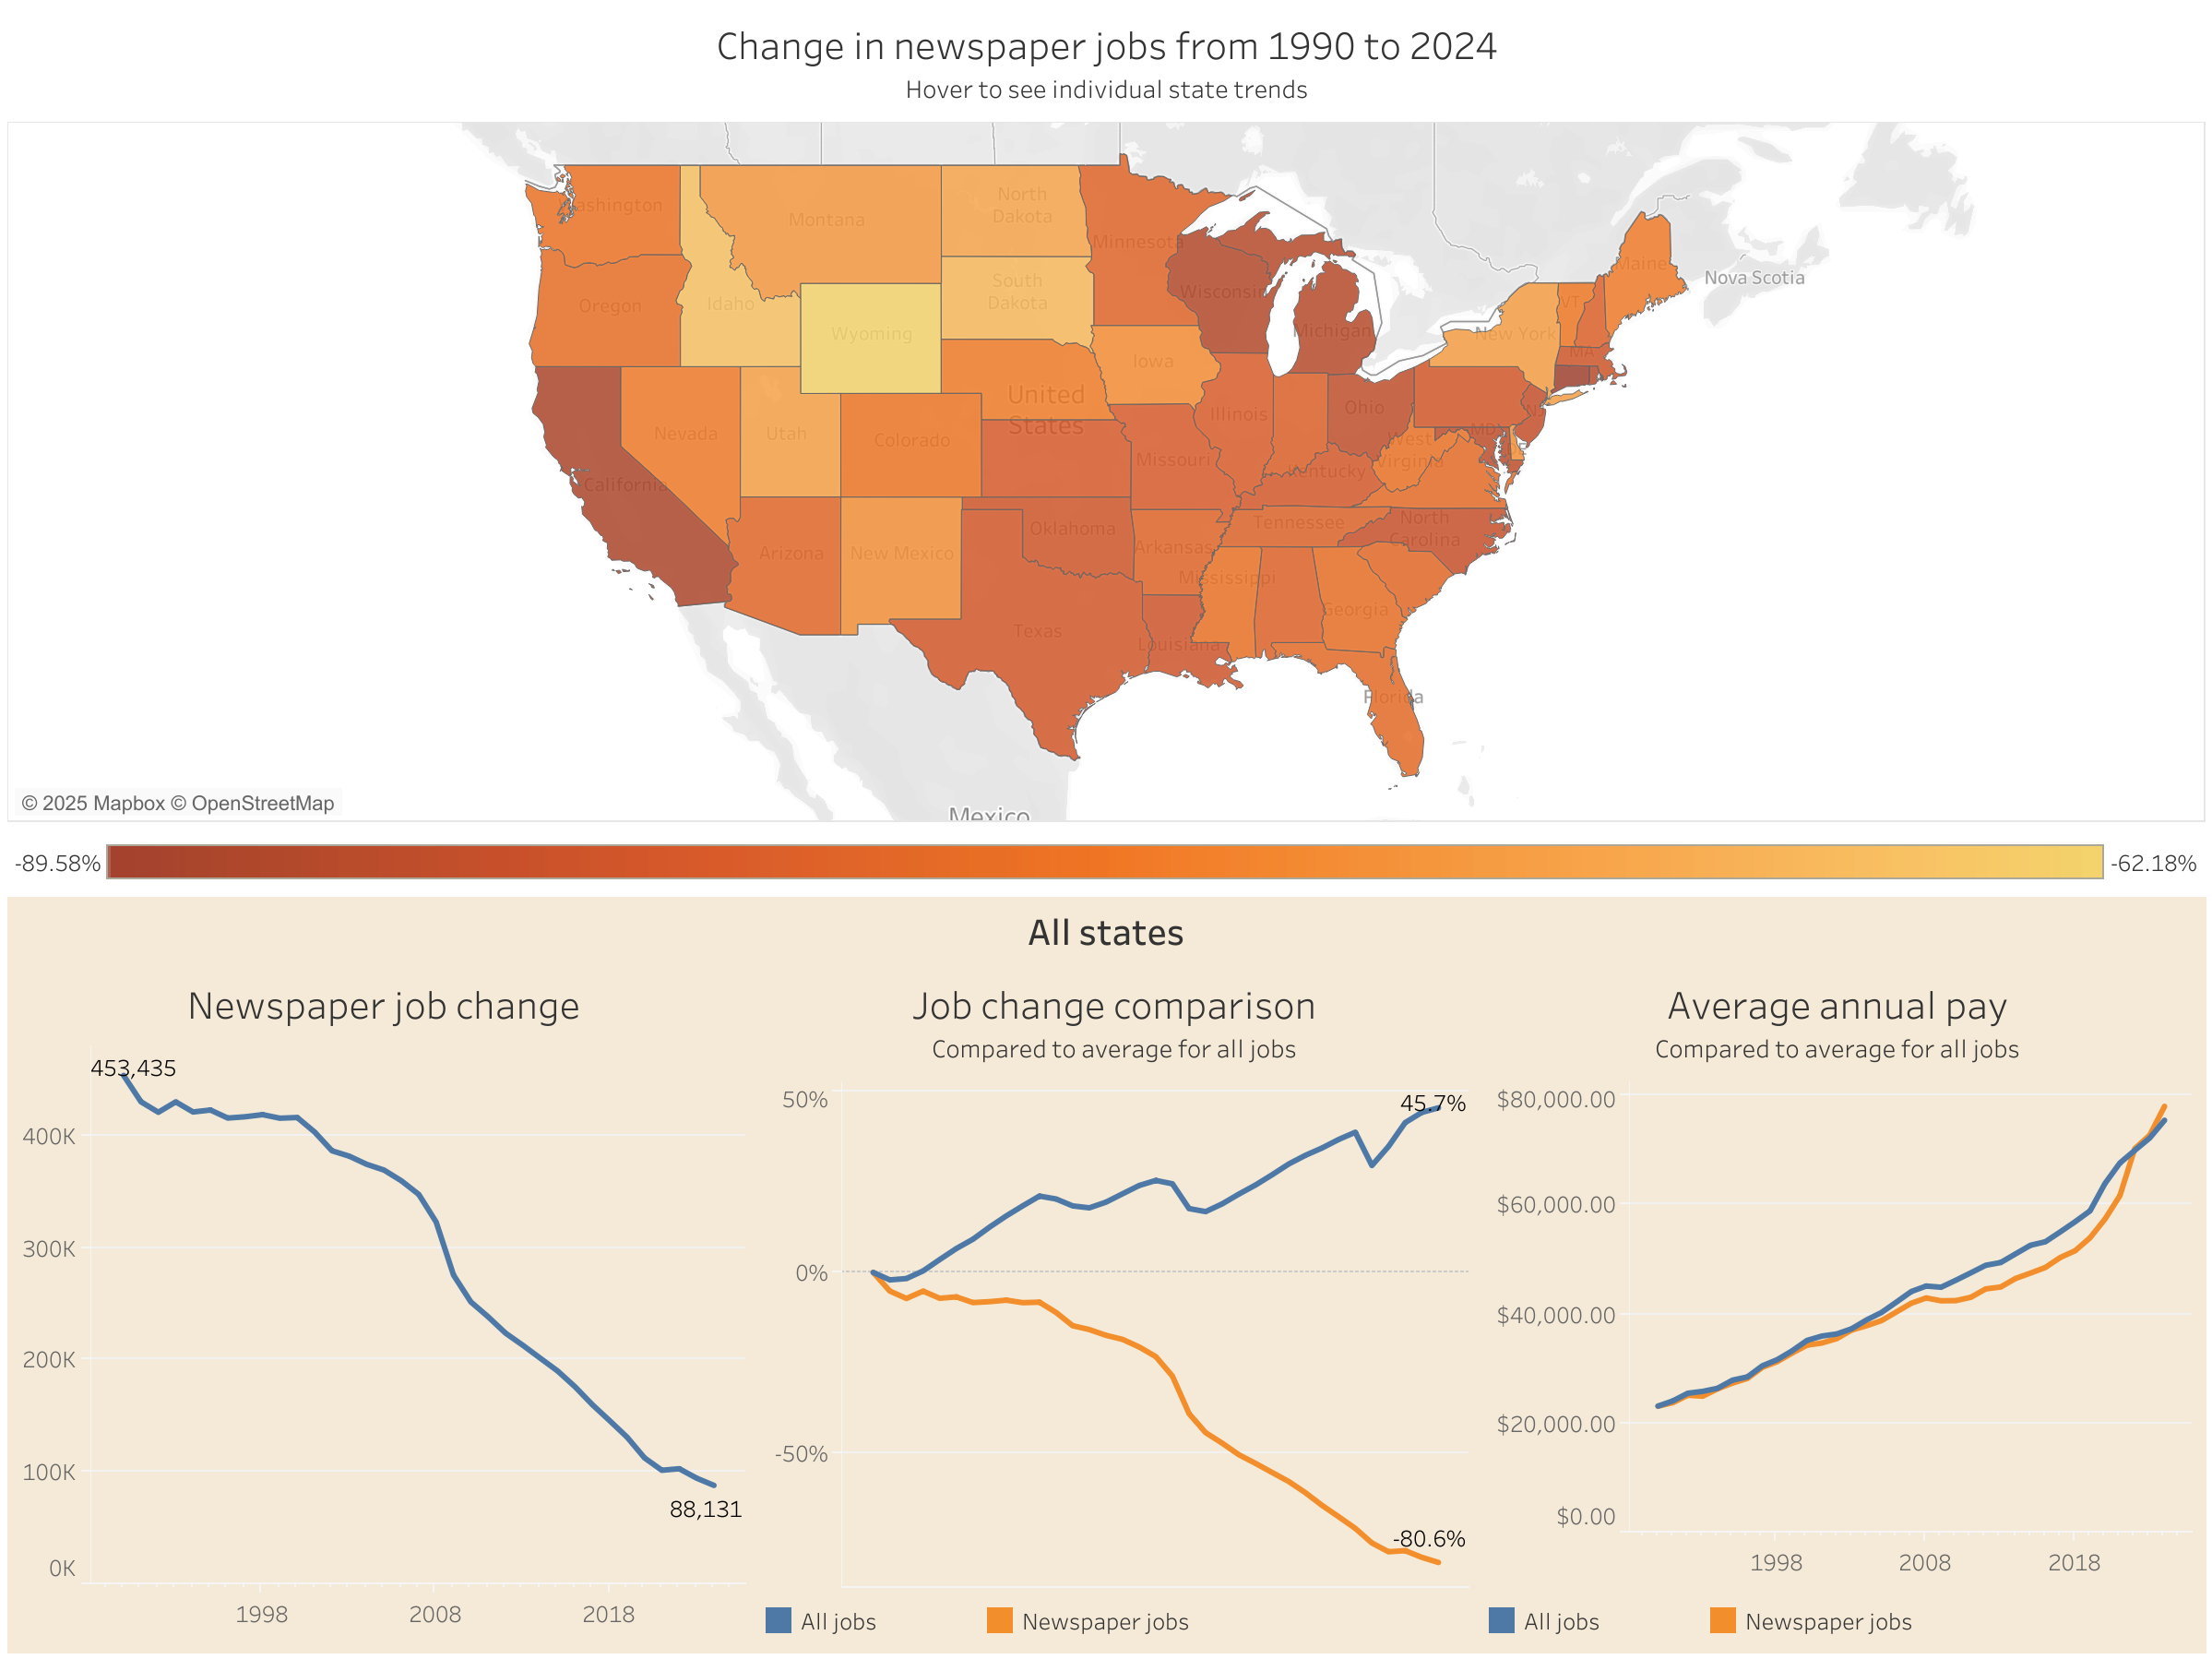 Change in newspaper jobs from 1990 to 2024
Hover to see individual state trends
Washington
Montana
North
Dakota
Minnesota
Maine
Nova Scotia
Oregon
Idaho
South
Dakota
Wisconsin
VT
Wyoming
Michigan
New York
MA
Iowa
United
States
Nevada
Utah
Colorado
Illinois
Ohio
NJ
MD
DE
West
Virginia
California
Missouri
Kentucky
Oklahoma
Tennessee
North
Carolina
Arizona
New Mexico
Arkansas
Mississippi
Georgia
Texas
Louisiana
Florida
Mexico
© 2025 Mapbox © OpenStreetMap
-89.58%
-62.18%
All states
Newspaper job change
453,435
400K
300K
200K
100K
0K
88,131
1998
2008
2018
Job change comparison
Compared to average for all jobs
50%
0%
-50%
45.7%
-80.6%
All jobs
Newspaper jobs
Average annual pay
Compared to average for all jobs
$80,000.00
$60,000.00
$40,000.00
$20,000.00
$0.00
1998
2008
2018
All jobs
Newspaper jobs